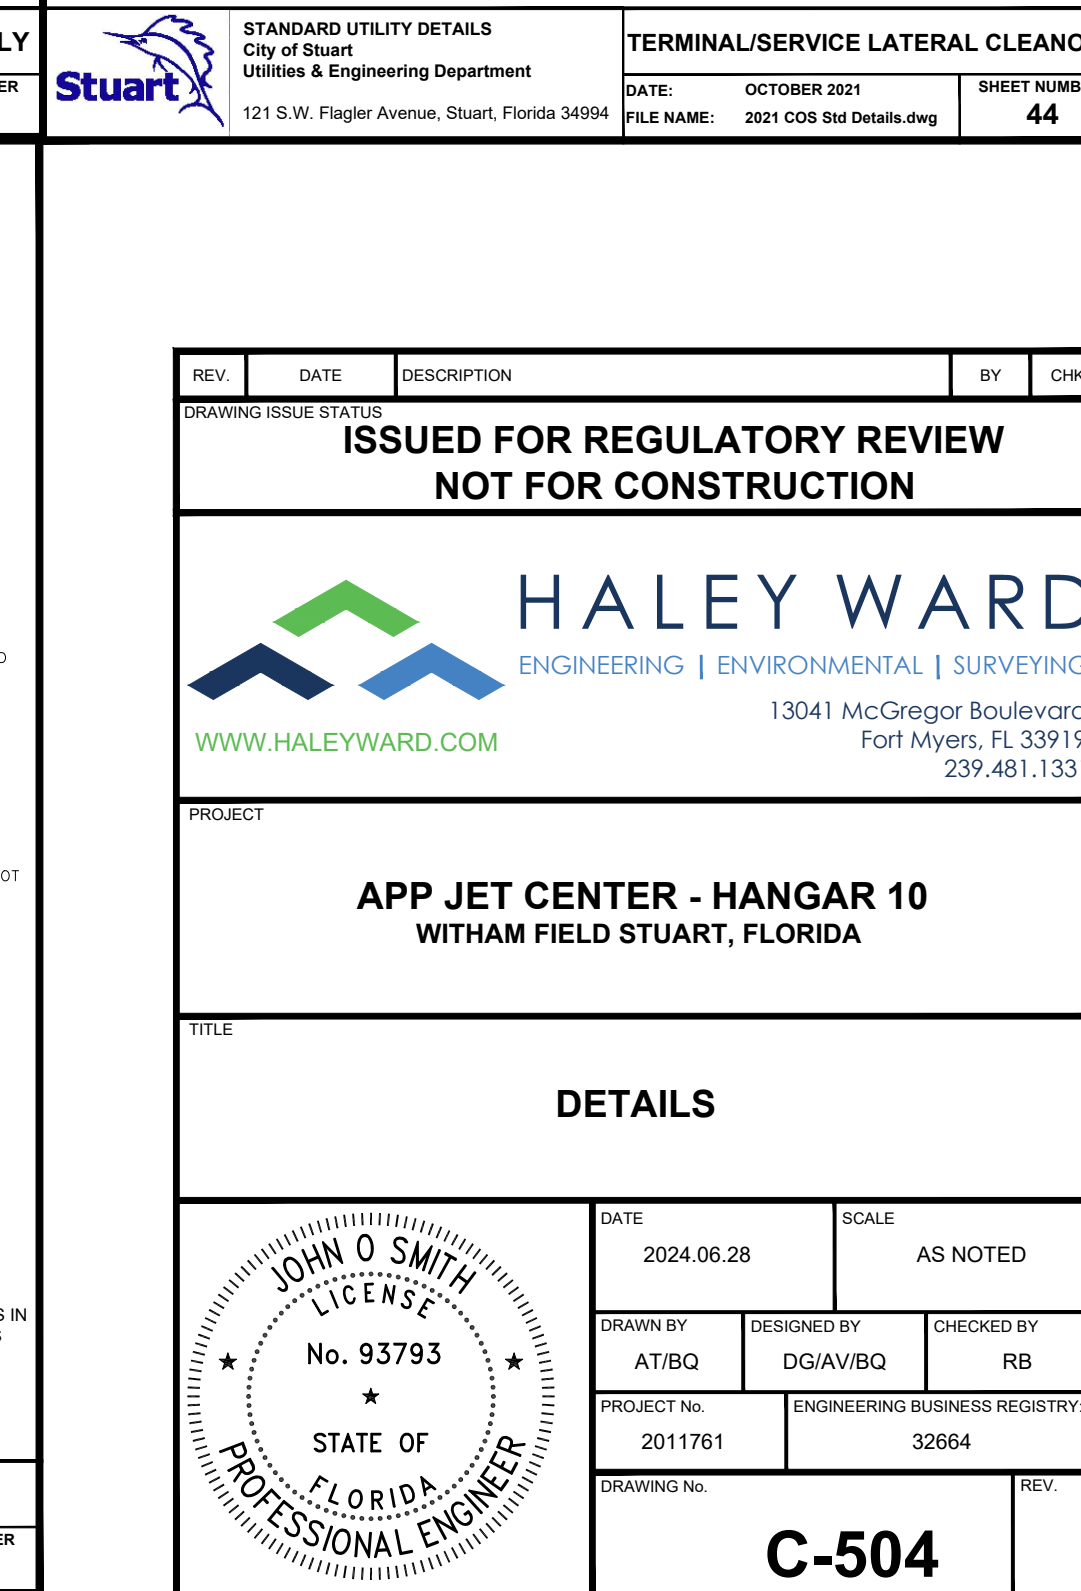 LY
ER
Stuart
STANDARD UTILITY DETAILS
City of Stuart
Utilities & Engineering Department
121 S.W. Flagler Avenue, Stuart, Florida 34994
TERMINAL/SERVICE LATERAL CLEANO
DATE: OCTOBER 2021
FILE NAME: 2021 COS Std Details.dwg
SHEET NUMB
44
REV. DATE DESCRIPTION BY CHK
DRAWING ISSUE STATUS
ISSUED FOR REGULATORY REVIEW
NOT FOR CONSTRUCTION
HALEY WARD
ENGINEERING | ENVIRONMENTAL | SURVEYING
WWW.HALEYWARD.COM
13041 McGregor Boulevard
Fort Myers, FL 33919
239.481.133
PROJECT
APP JET CENTER - HANGAR 10
WITHAM FIELD STUART, FLORIDA
OT
TITLE
DETAILS
S IN
JOHN O SMITH
LICENSE
No. 93793
STATE OF
FLORIDA
PROFESSIONAL ENGINEER
DATE
2024.06.28
SCALE
AS NOTED
DRAWN BY
AT/BQ
DESIGNED BY
DG/AV/BQ
CHECKED BY
RB
PROJECT No.
2011761
ENGINEERING BUSINESS REGISTRY:
32664
DRAWING No.
C-504
REV.
ER